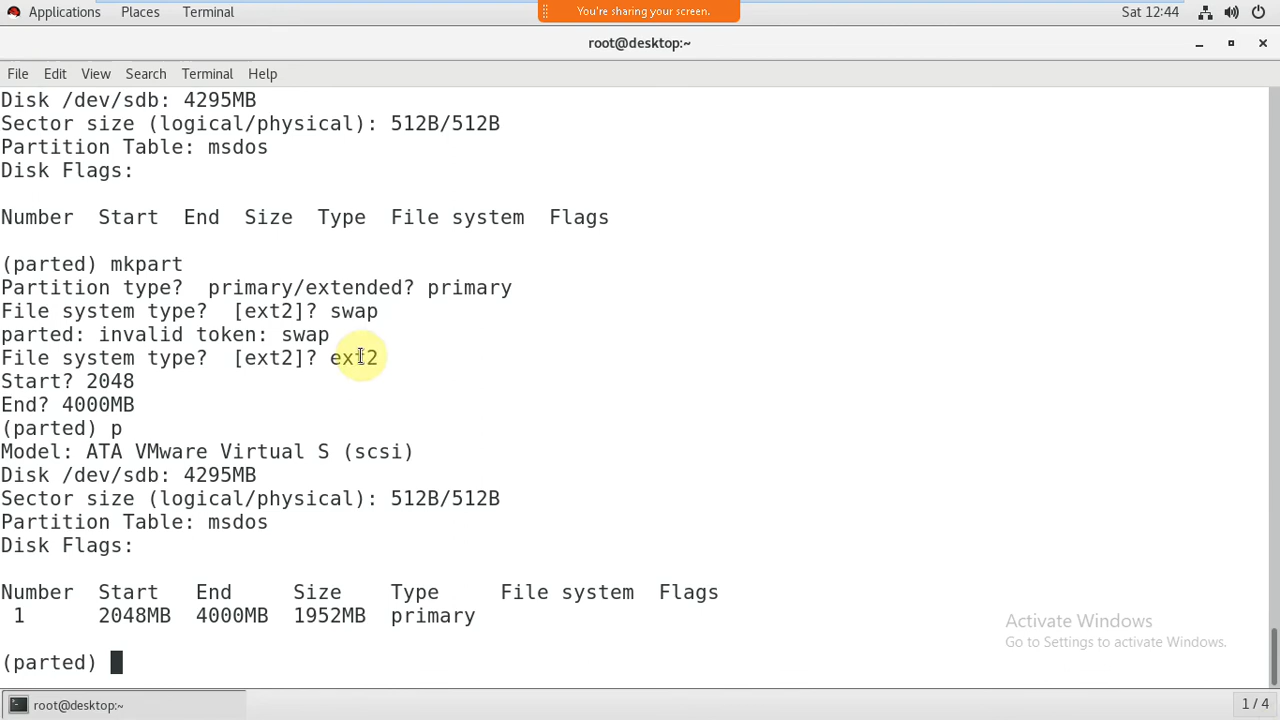 Applications Places Terminal
You're sharing your screen.
Sat 12:44
root@desktop:~
File Edit View Search Terminal Help
Disk /dev/sdb: 4295MB
Sector size (logical/physical): 512B/512B
Partition Table: msdos
Disk Flags:
Number  Start  End  Size  Type  File system  Flags
(parted) mkpart
Partition type?  primary/extended? primary
File system type?  [ext2]? swap
parted: invalid token: swap
File system type?  [ext2]? ext2
Start? 2048
End? 4000MB
(parted) p
Model: ATA VMware Virtual S (scsi)
Disk /dev/sdb: 4295MB
Sector size (logical/physical): 512B/512B
Partition Table: msdos
Disk Flags:
Number  Start   End     Size    Type     File system  Flags
 1      2048MB  4000MB  1952MB  primary
(parted)
Activate Windows
Go to Settings to activate Windows.
root@desktop:~
1 / 4